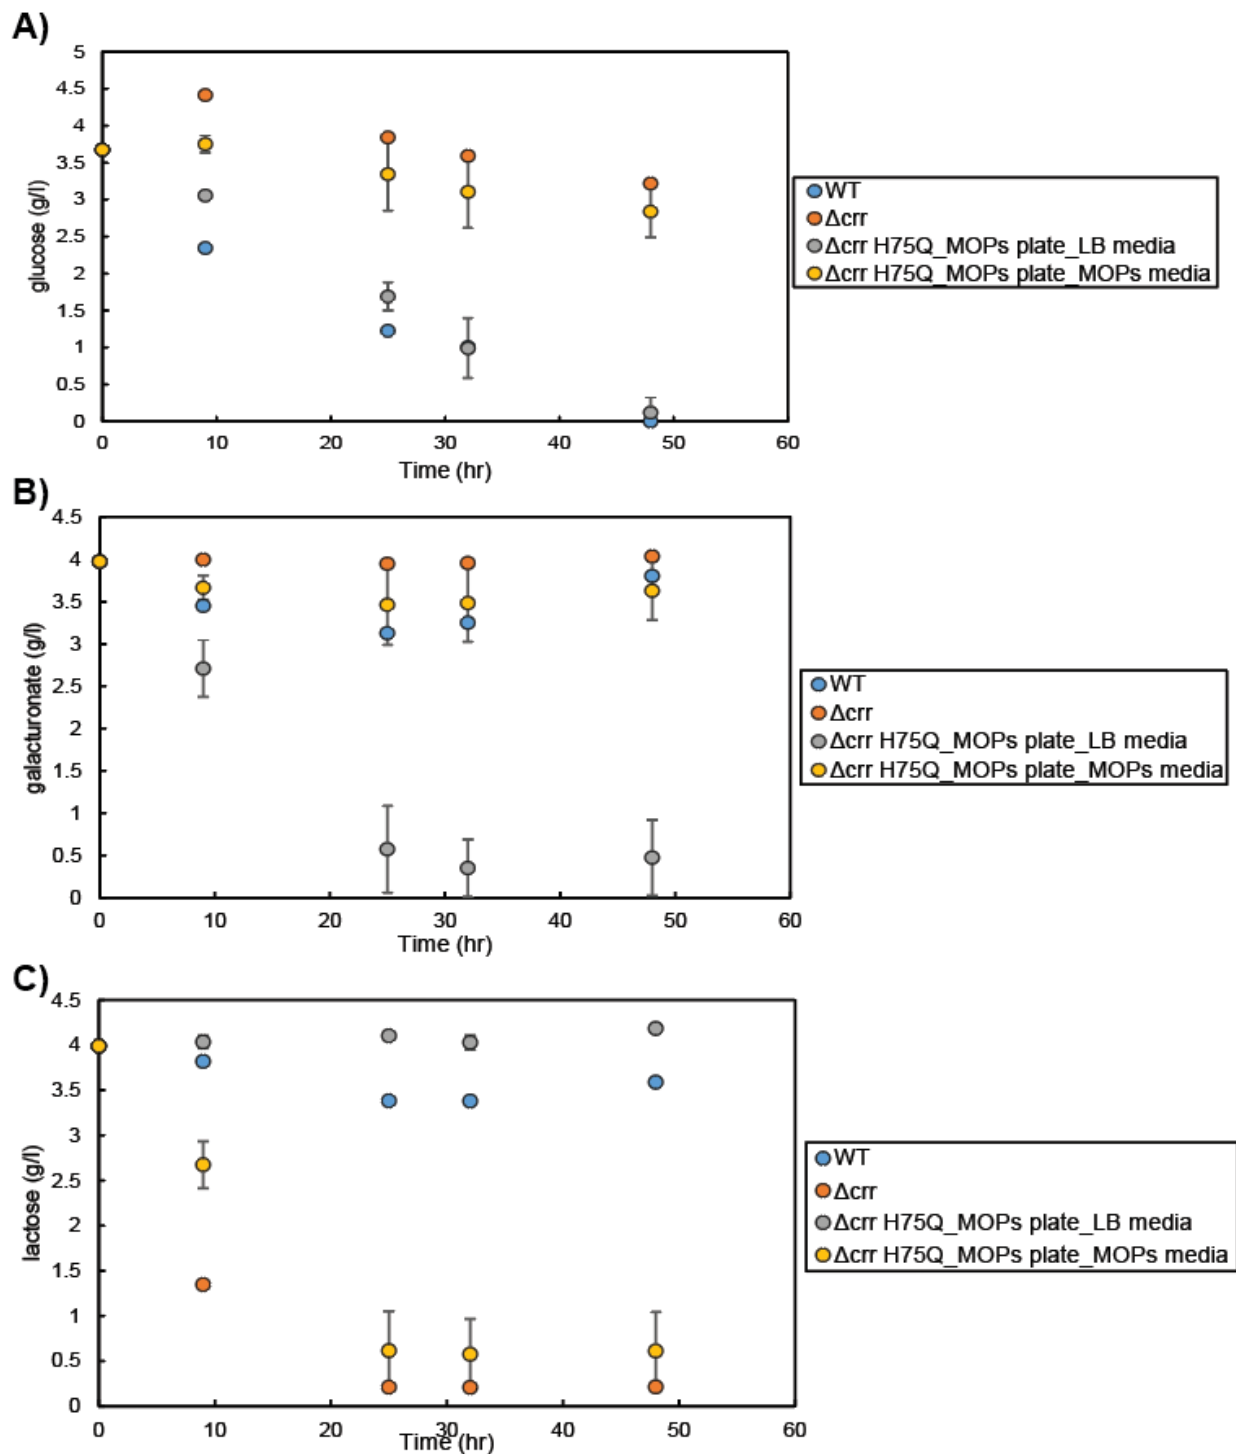 A)
5
4.5
4
3.5
3
2.5
2
1.5
1
0.5
0
glucose (g/l)
0 10 20 30 40 50 60
Time (hr)
WT
Δcrr
Δcrr H75Q_MOPs plate_LB media
Δcrr H75Q_MOPs plate_MOPs media
B)
4.5
4
3.5
3
2.5
2
1.5
1
0.5
0
galacturonate (g/l)
0 10 20 30 40 50 60
Time (hr)
WT
Δcrr
Δcrr H75Q_MOPs plate_LB media
Δcrr H75Q_MOPs plate_MOPs media
C)
4.5
4
3.5
3
2.5
2
1.5
1
0.5
0
lactose (g/l)
0 10 20 30 40 50 60
Time (hr)
WT
Δcrr
Δcrr H75Q_MOPs plate_LB media
Δcrr H75Q_MOPs plate_MOPs media